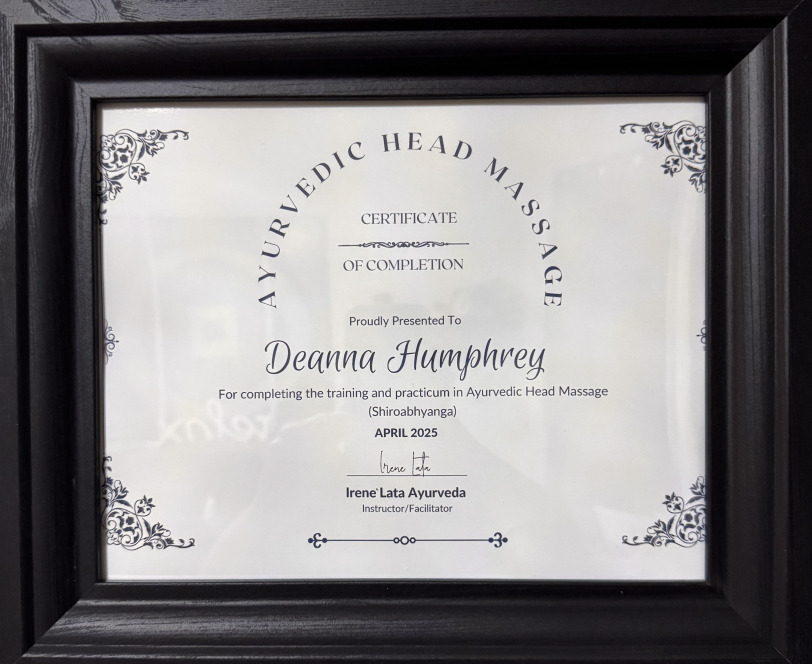 AYURVEDIC HEAD MASSAGE
CERTIFICATE
OF COMPLETION
Proudly Presented To
Deanna Humphrey
For completing the training and practicum in Ayurvedic Head Massage
(Shiroabhyanga)
APRIL 2025
Irene Lata
Irene` Lata Ayurveda
Instructor/Facilitator
relax